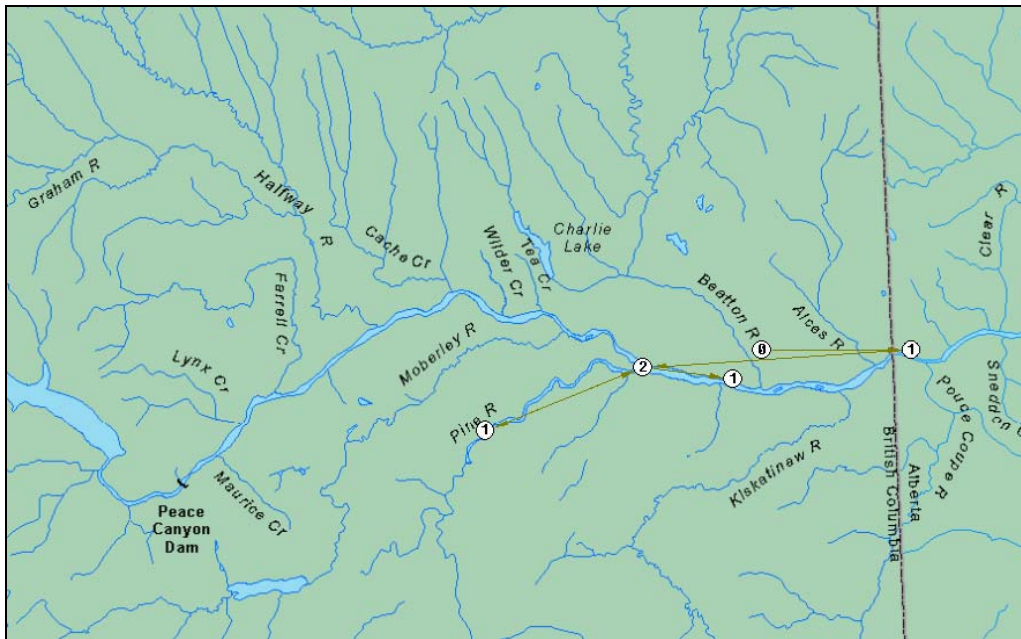 Graham R
Halfway R
Cache Cr
Wilder Cr
Tea Cr
Charlie
Lake
Clear R
Farrell Cr
Beatton R
Alces R
Lynx Cr
Moberley R
0
1
2
1
Sneddon C
Pine R
1
Pouce Coupe R
Maurice Cr
Kiskatinaw R
British Columbia
Alberta
Peace
Canyon
Dam